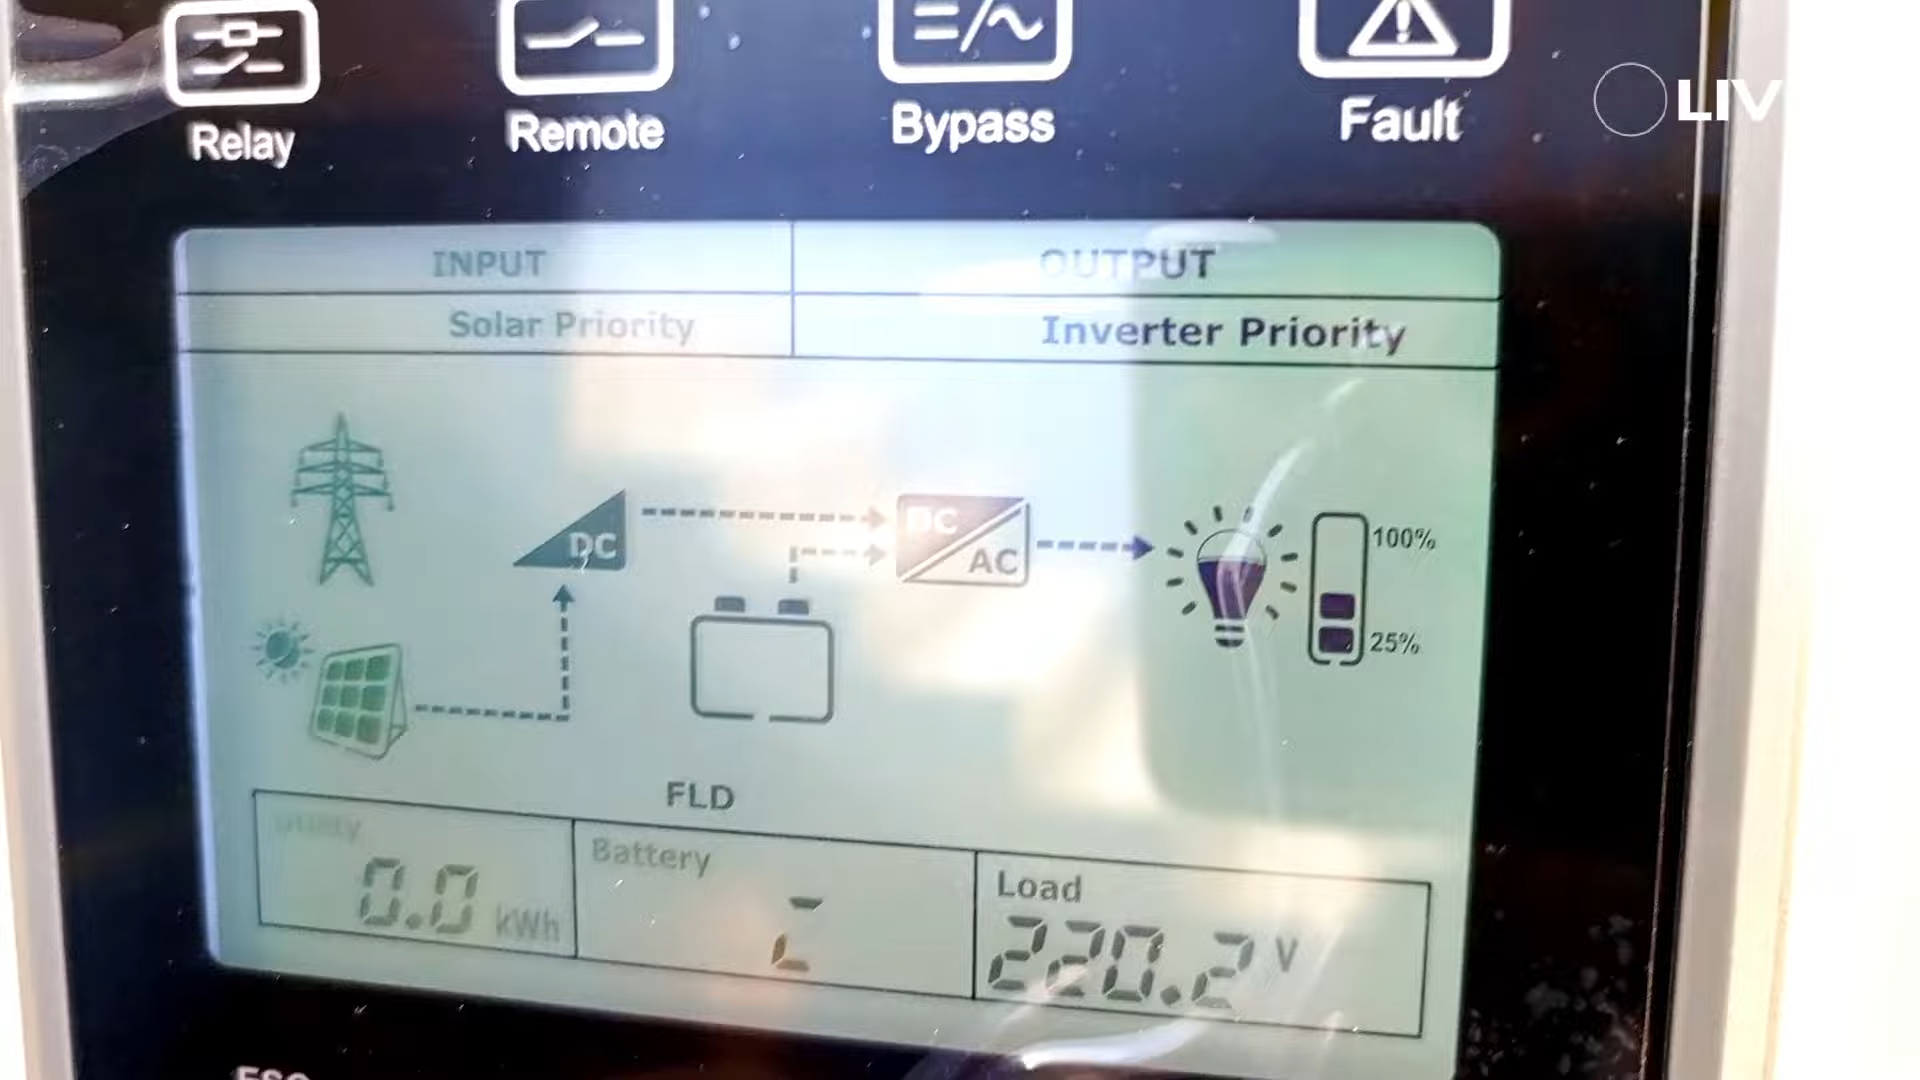 Relay
Remote
Bypass
Fault
LIV
INPUT
OUTPUT
Solar Priority
Inverter Priority
DC
DC
AC
100%
25%
FLD
Utility
0.0 kWh
Battery
Load
220.2 V